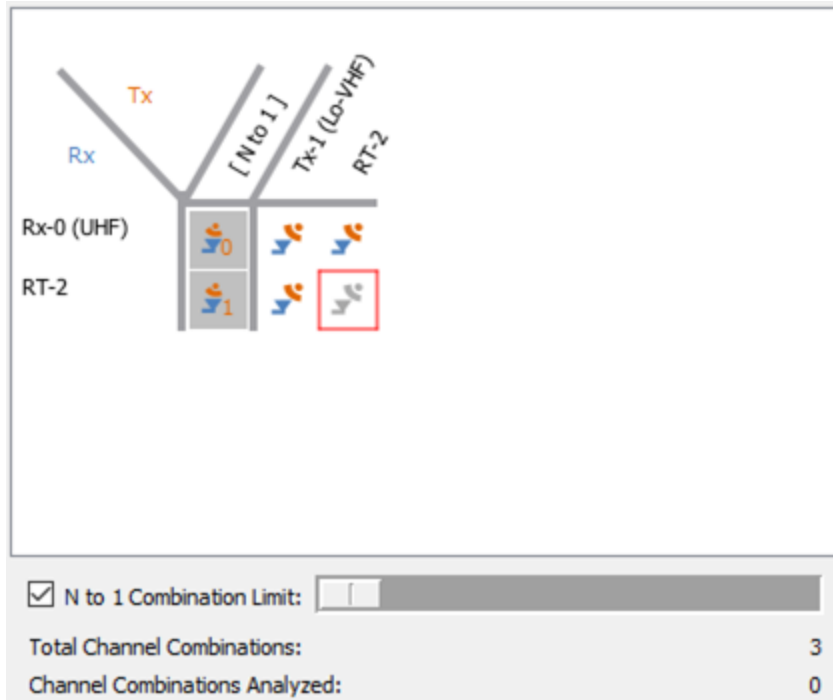 Tx
Rx
[ N to 1 ]
Tx-1 (Lo-VHF)
RT-2
Rx-0 (UHF)
0
RT-2
1
N to 1 Combination Limit:
Total Channel Combinations: 3
Channel Combinations Analyzed: 0